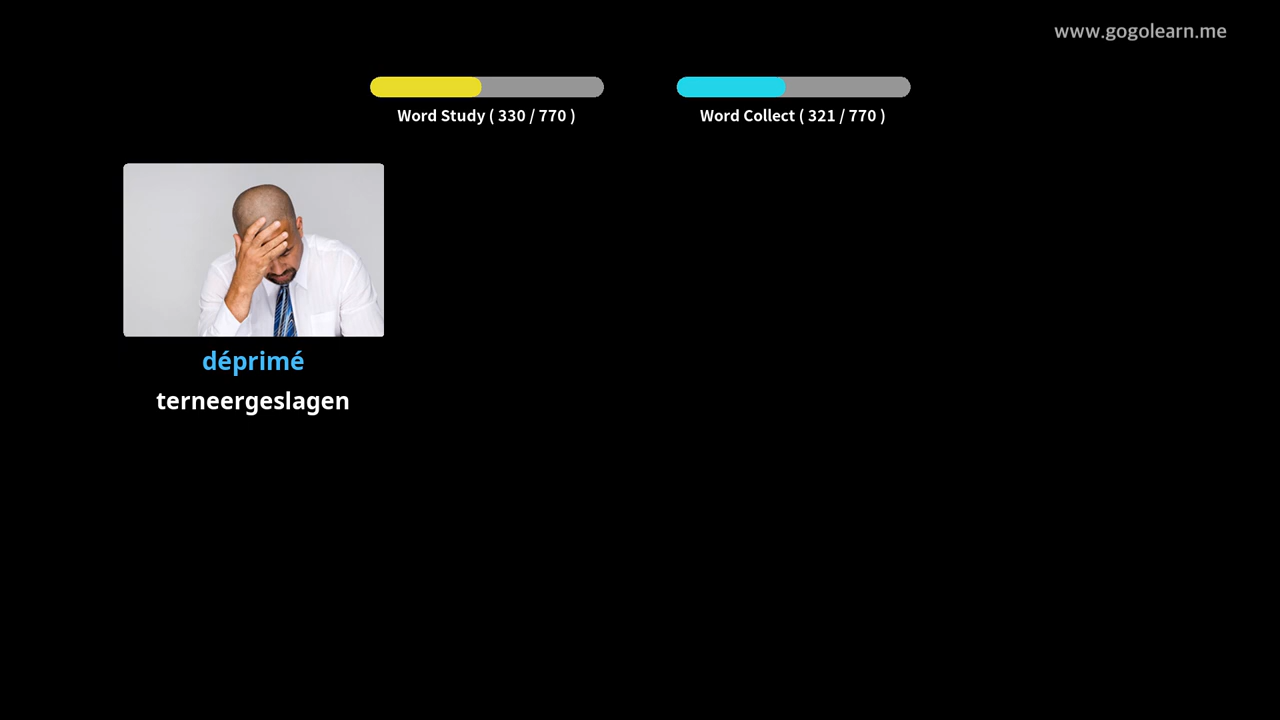 www.gogolearn.me
Word Study ( 330 / 770 )
Word Collect ( 321 / 770 )
déprimé
terneergeslagen